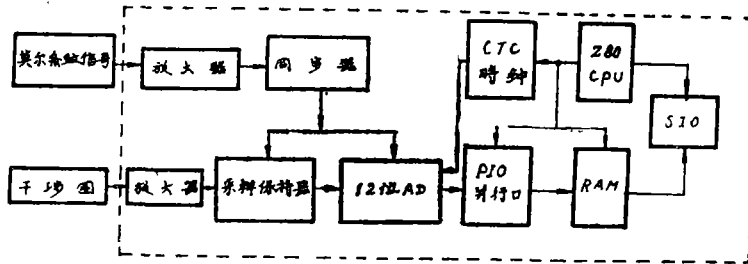 莫尔条纹信号
放大器
同步器
CTC
時钟
Z80
CPU
SIO
干涉图
放大器
采样保持器
12位AD
PIO
并行口
RAM